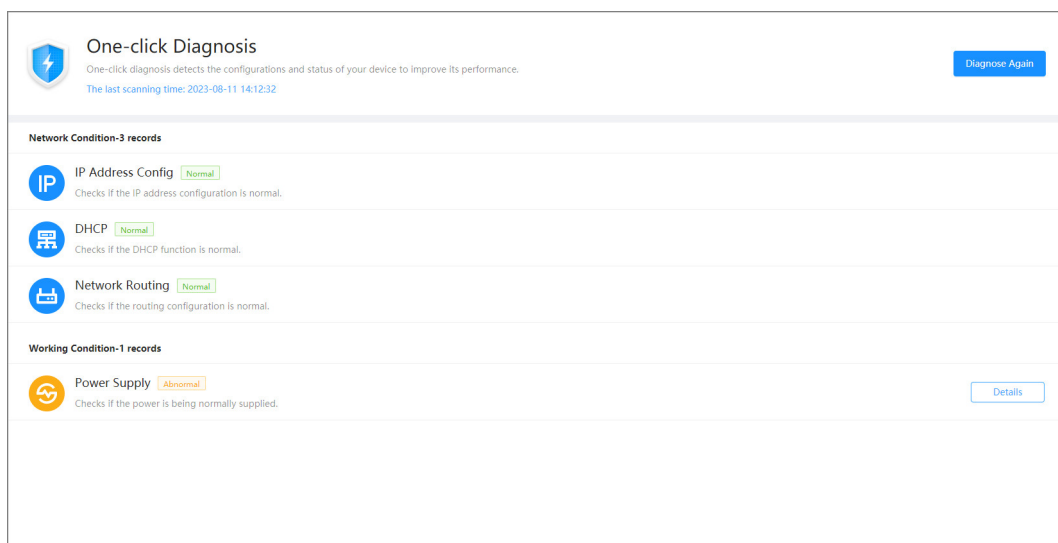 One-click Diagnosis
One-click diagnosis detects the configurations and status of your device to improve its performance.
The last scanning time: 2023-08-11 14:12:32
Diagnose Again
Network Condition-3 records
IP
IP Address Config Normal
Checks if the IP address configuration is normal.
DHCP Normal
Checks if the DHCP function is normal.
Network Routing Normal
Checks if the routing configuration is normal.
Working Condition-1 records
Power Supply Abnormal
Checks if the power is being normally supplied.
Details